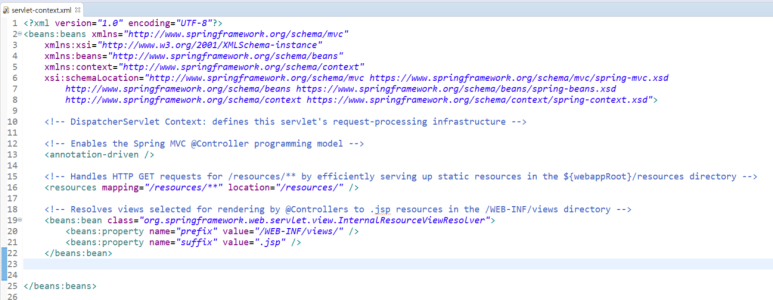 servlet-context.xml
1 <?xml version="1.0" encoding="UTF-8"?>
2 <beans:beans xmlns="http://www.springframework.org/schema/mvc"
3 xmlns:xsi="http://www.w3.org/2001/XMLSchema-instance"
4 xmlns:beans="http://www.springframework.org/schema/beans"
5 xmlns:context="http://www.springframework.org/schema/context"
6 xsi:schemaLocation="http://www.springframework.org/schema/mvc https://www.springframework.org/schema/mvc/spring-mvc.xsd
7 http://www.springframework.org/schema/beans https://www.springframework.org/schema/beans/spring-beans.xsd
8 http://www.springframework.org/schema/context https://www.springframework.org/schema/context/spring-context.xsd">
9
10 <!-- DispatcherServlet Context: defines this servlet's request-processing infrastructure -->
11
12 <!-- Enables the Spring MVC @Controller programming model -->
13 <annotation-driven />
14
15 <!-- Handles HTTP GET requests for /resources/** by efficiently serving up static resources in the ${webappRoot}/resources directory -->
16 <resources mapping="/resources/**" location="/resources/" />
17
18 <!-- Resolves views selected for rendering by @Controllers to .jsp resources in the /WEB-INF/views directory -->
19 <beans:bean class="org.springframework.web.servlet.view.InternalResourceViewResolver">
20 <beans:property name="prefix" value="/WEB-INF/views/" />
21 <beans:property name="suffix" value=".jsp" />
22 </beans:bean>
23
24
25 </beans:beans>
26